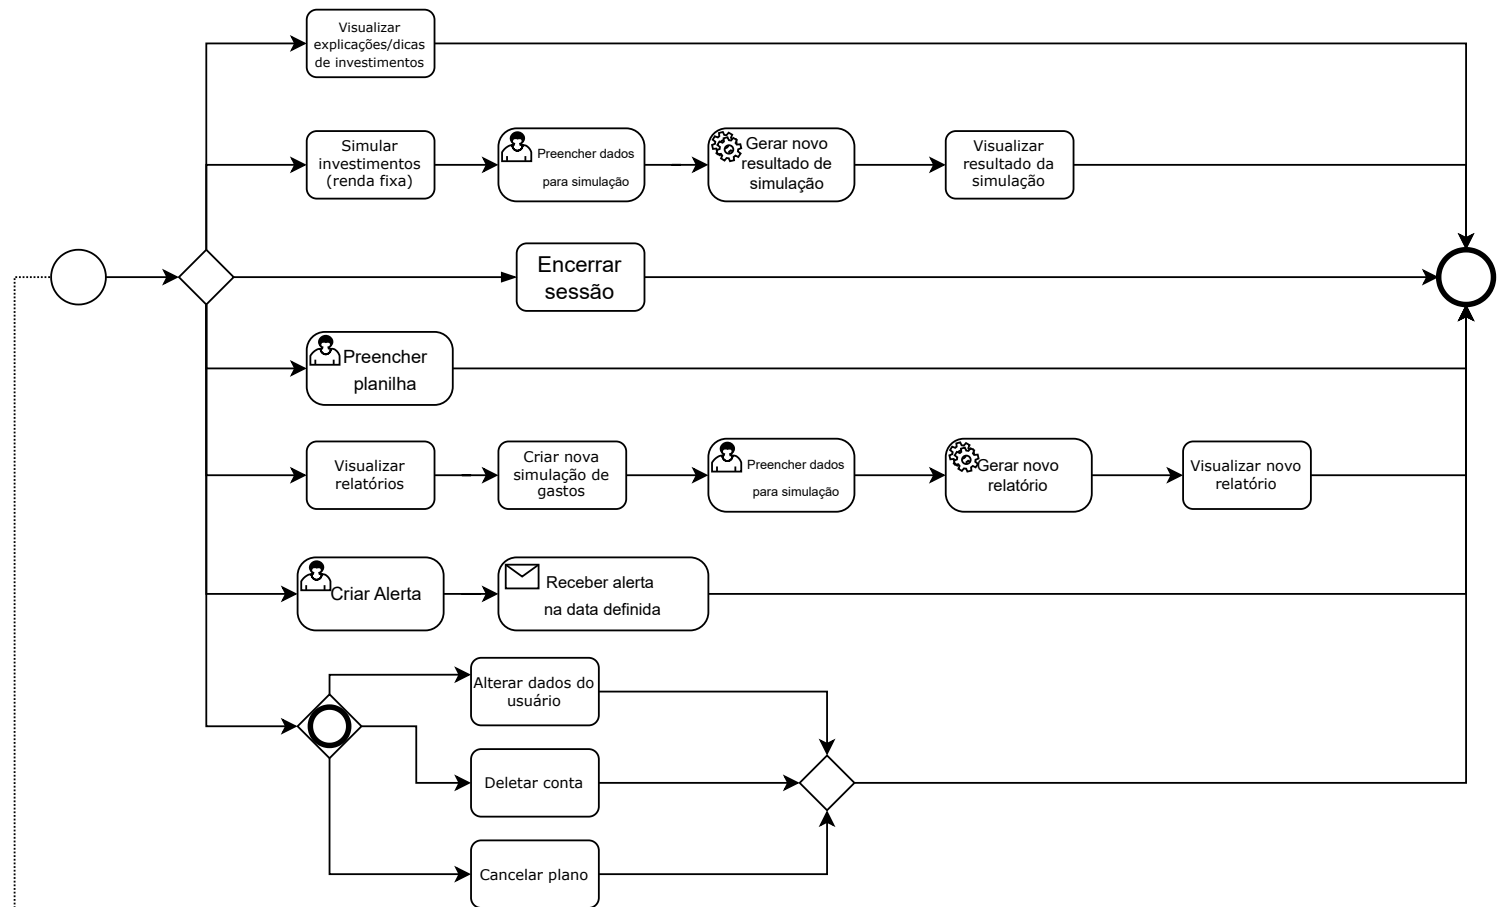 Visualizar
explicações/dicas
de investimentos
Simular
investimentos
(renda fixa)
Preencher dados
para simulação
Gerar novo
resultado de
simulação
Visualizar
resultado da
simulação
Encerrar
sessão
Preencher
planilha
Visualizar
relatórios
Criar nova
simulação de
gastos
Preencher dados
para simulação
Gerar novo
relatório
Visualizar novo
relatório
Criar Alerta
Receber alerta
na data definida
Alterar dados do
usuário
Deletar conta
Cancelar plano